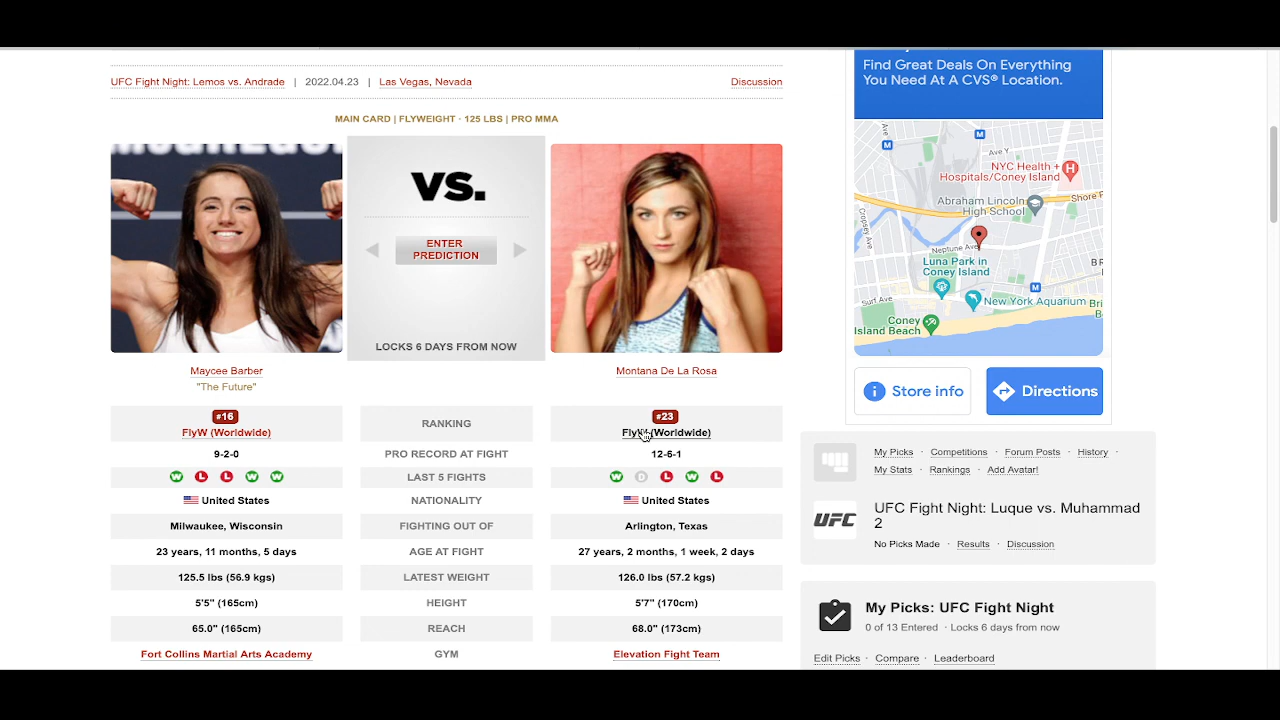 UFC Fight Night: Lemos vs. Andrade | 2022.04.23 | Las Vegas, Nevada Discussion
MAIN CARD | FLYWEIGHT · 125 LBS | PRO MMA
VS.
ENTER
PREDICTION
LOCKS 6 DAYS FROM NOW
Maycee Barber Montana De La Rosa
"The Future"
#16 RANKING #23
FlyW (Worldwide) FlyW (Worldwide)
9-2-0 PRO RECORD AT FIGHT 12-6-1
W L L W W LAST 5 FIGHTS W D L W L
United States NATIONALITY United States
Milwaukee, Wisconsin FIGHTING OUT OF Arlington, Texas
23 years, 11 months, 5 days AGE AT FIGHT 27 years, 2 months, 1 week, 2 days
125.5 lbs (56.9 kgs) LATEST WEIGHT 126.0 lbs (57.2 kgs)
5'5" (165cm) HEIGHT 5'7" (170cm)
65.0" (165cm) REACH 68.0" (173cm)
Fort Collins Martial Arts Academy GYM Elevation Fight Team
Find Great Deals On Everything
You Need At A CVS® Location.
M
M
Ave Y
NYC Health +
Hospitals/Coney Island
H
Abraham Lincoln
High School
Shore
Cropsey Ave
Neptune Ave
Luna Park in
Coney Island
M
Surf Ave
New York Aquarium
Bri
Coney
Island Beach
Store info Directions
My Picks · Competitions · Forum Posts · History ·
My Stats · Rankings · Add Avatar!
UFC
UFC Fight Night: Luque vs. Muhammad
2
No Picks Made · Results · Discussion
My Picks: UFC Fight Night
0 of 13 Entered · Locks 6 days from now
Edit Picks · Compare · Leaderboard